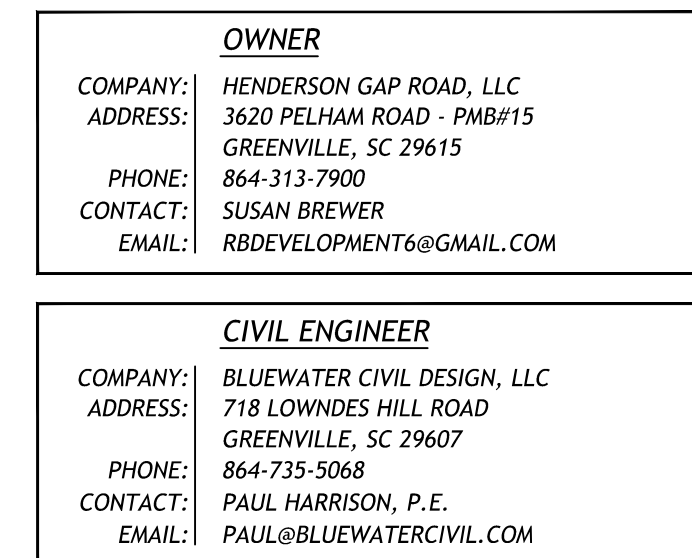 OWNER
COMPANY: HENDERSON GAP ROAD, LLC
ADDRESS: 3620 PELHAM ROAD - PMB#15
GREENVILLE, SC 29615
PHONE: 864-313-7900
CONTACT: SUSAN BREWER
EMAIL: RBDEVELOPMENT6@GMAIL.COM
CIVIL ENGINEER
COMPANY: BLUEWATER CIVIL DESIGN, LLC
ADDRESS: 718 LOWNDES HILL ROAD
GREENVILLE, SC 29607
PHONE: 864-735-5068
CONTACT: PAUL HARRISON, P.E.
EMAIL: PAUL@BLUEWATERCIVIL.COM